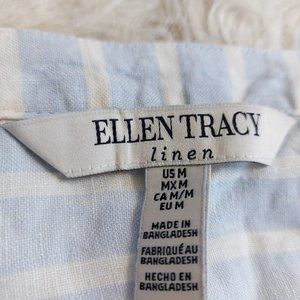 ELLEN TRACY
linen
US M
MX M
CA M/M
EU M
MADE IN
BANGLADESH
FABRIQUÉ AU
BANGLADESH
HECHO EN
BANGLADESH